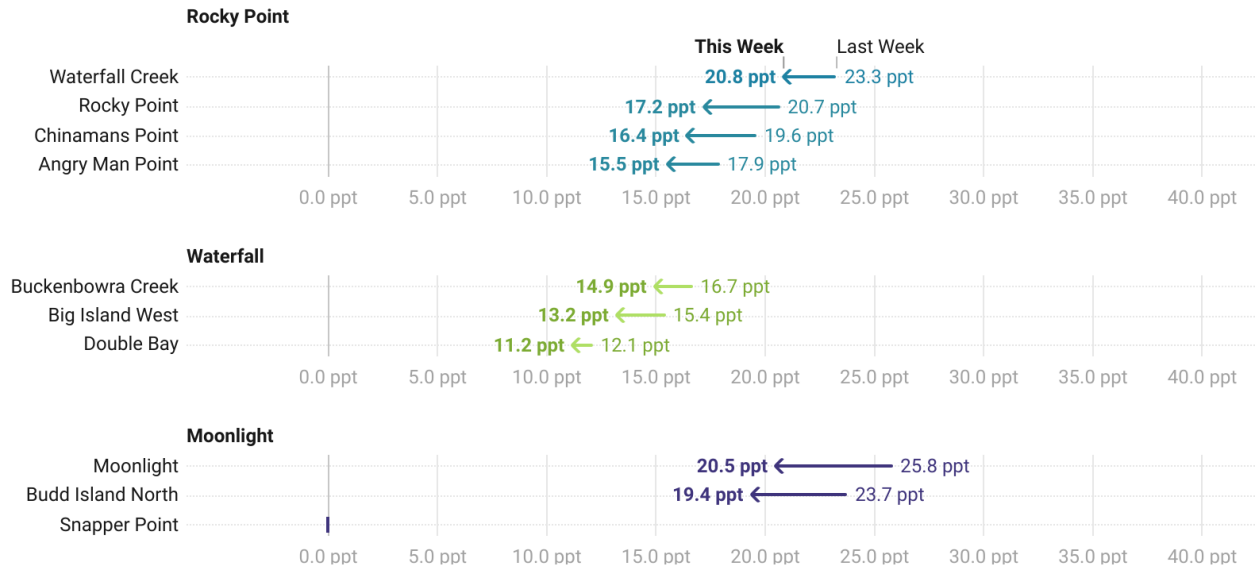 Rocky Point
This Week Last Week
Waterfall Creek 20.8 ppt 23.3 ppt
Rocky Point 17.2 ppt 20.7 ppt
Chinamans Point 16.4 ppt 19.6 ppt
Angry Man Point 15.5 ppt 17.9 ppt
0.0 ppt 5.0 ppt 10.0 ppt 15.0 ppt 20.0 ppt 25.0 ppt 30.0 ppt 35.0 ppt 40.0 ppt
Waterfall
Buckenbowra Creek 14.9 ppt 16.7 ppt
Big Island West 13.2 ppt 15.4 ppt
Double Bay 11.2 ppt 12.1 ppt
0.0 ppt 5.0 ppt 10.0 ppt 15.0 ppt 20.0 ppt 25.0 ppt 30.0 ppt 35.0 ppt 40.0 ppt
Moonlight
Moonlight 20.5 ppt 25.8 ppt
Budd Island North 19.4 ppt 23.7 ppt
Snapper Point
0.0 ppt 5.0 ppt 10.0 ppt 15.0 ppt 20.0 ppt 25.0 ppt 30.0 ppt 35.0 ppt 40.0 ppt